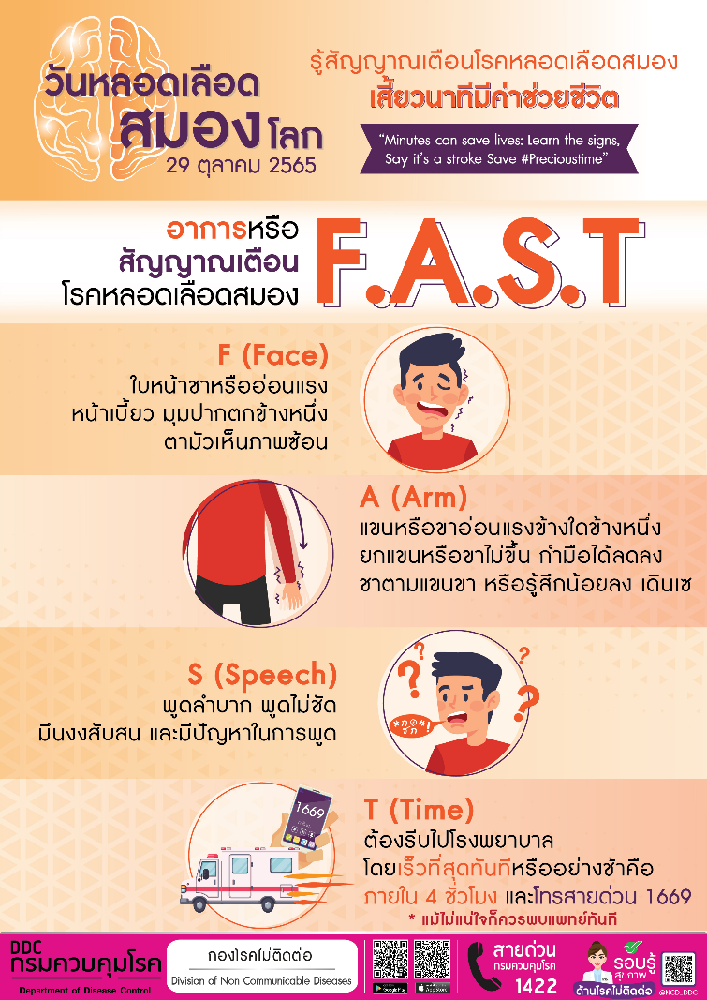 วันหลอดเลือด
สมองโลก
29 ตุลาคม 2565
รู้สัญญาณเตือนโรคหลอดเลือดสมอง
เสี้ยวนาทีมีค่าช่วยชีวิต
“Minutes can save lives: Learn the signs,
Say it’s a stroke Save #Precioustime”
อาการหรือ
สัญญาณเตือน
โรคหลอดเลือดสมอง
F.A.S.T
F (Face)
ใบหน้าชาหรืออ่อนแรง
หน้าเบี้ยว มุมปากตกข้างหนึ่ง
ตามัวเห็นภาพซ้อน
A (Arm)
แขนหรือขาอ่อนแรงข้างใดข้างหนึ่ง
ยกแขนหรือขาไม่ขึ้น กำมือได้ลดลง
ชาตามแขนขา หรือรู้สึกน้อยลง เดินเซ
S (Speech)
พูดลำบาก พูดไม่ชัด
มึนงงสับสน และมีปัญหาในการพูด
? ? ? ?
T (Time)
ต้องรีบไปโรงพยาบาล
โดยเร็วที่สุดทันทีหรืออย่างช้าคือ
ภายใน 4 ชั่วโมง และโทรสายด่วน 1669
* แม้ไม่แน่ใจก็ควรพบแพทย์ทันที
1669
DDC
กรมควบคุมโรค
Department of Disease Control
กองโรคไม่ติดต่อ
Division of Non Communicable Diseases
Google Play
App Store
สายด่วน
กรมควบคุมโรค
1422
รอบรู้
สุขภาพ
ด้านโรคไม่ติดต่อ
@NCD_DDC